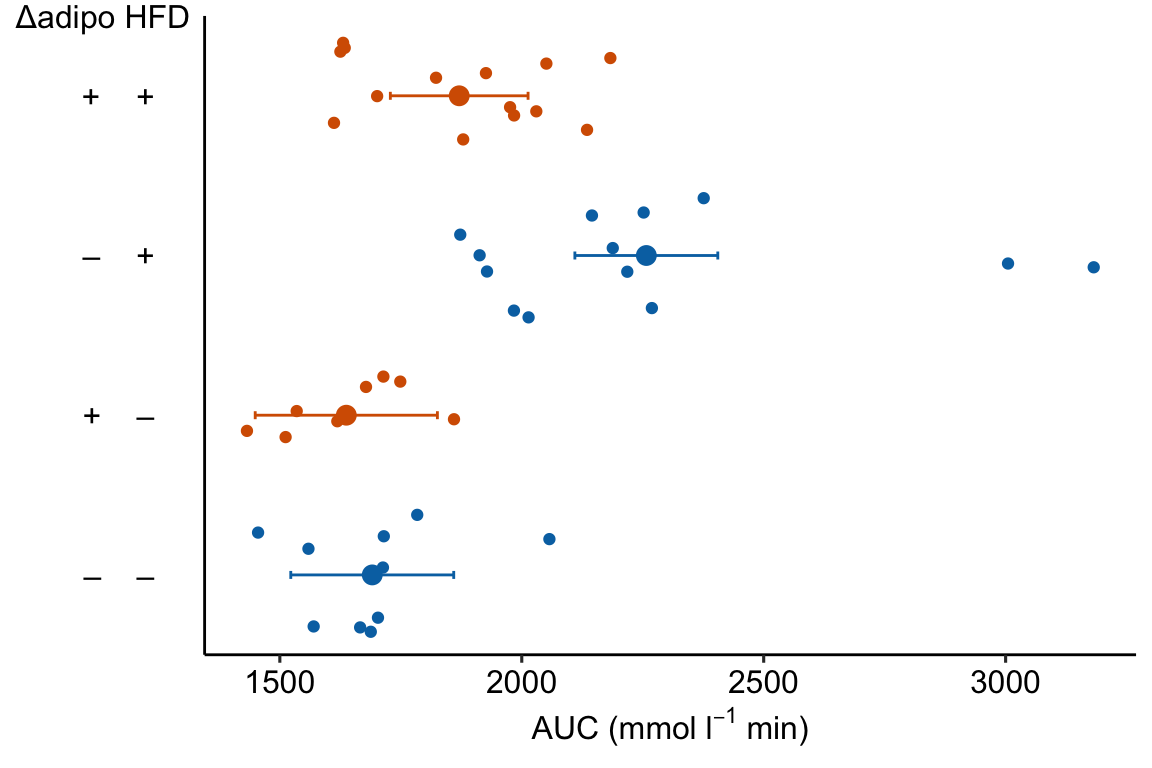 Δadipo HFD
+ +
– +
+ –
– –
1500 2000 2500 3000
AUC (mmol l⁻¹ min)